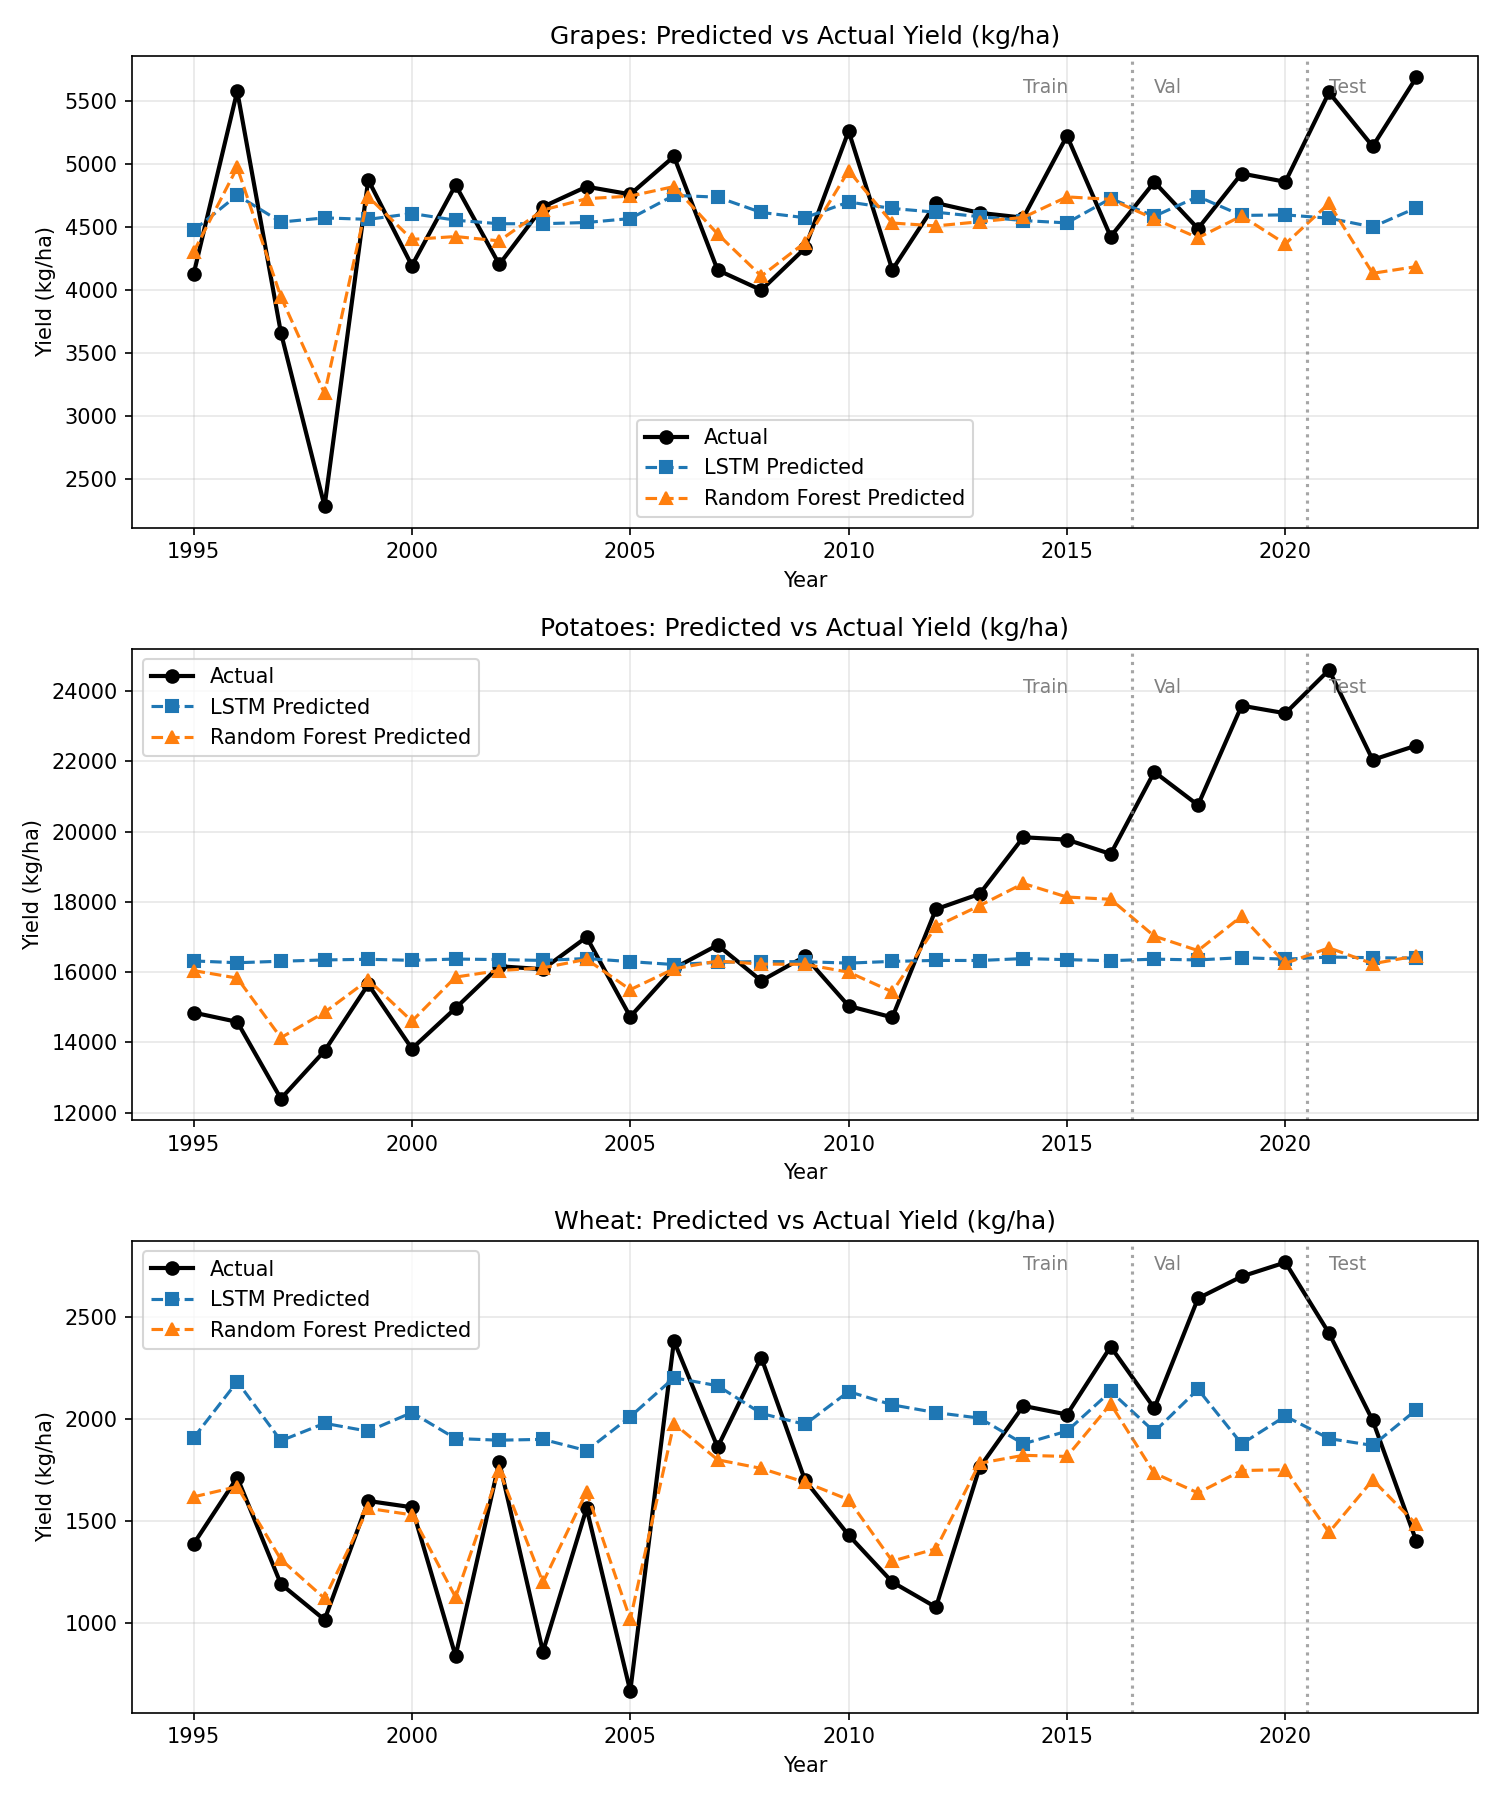 Grapes: Predicted vs Actual Yield (kg/ha)
Train
Val
Test
5500
5000
4500
4000
3500
3000
2500
Yield (kg/ha)
Actual
LSTM Predicted
Random Forest Predicted
1995
2000
2005
2010
2015
2020
Year
Potatoes: Predicted vs Actual Yield (kg/ha)
Actual
LSTM Predicted
Random Forest Predicted
Train
Val
Test
24000
22000
20000
18000
16000
14000
12000
Yield (kg/ha)
1995
2000
2005
2010
2015
2020
Year
Wheat: Predicted vs Actual Yield (kg/ha)
Actual
LSTM Predicted
Random Forest Predicted
Train
Val
Test
2500
2000
1500
1000
Yield (kg/ha)
1995
2000
2005
2010
2015
2020
Year